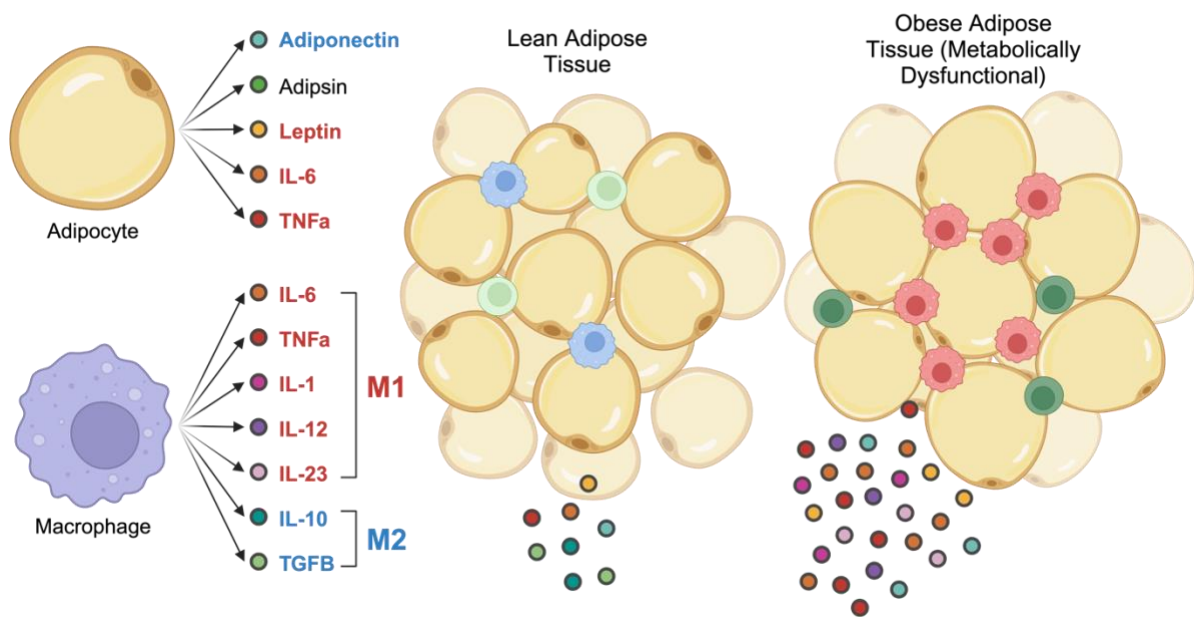 Adiponectin
Adipsin
Leptin
IL-6
TNFa
Adipocyte
IL-6
TNFa
IL-1
IL-12
IL-23
M1
IL-10
TGFB
M2
Macrophage
Lean Adipose
Tissue
Obese Adipose
Tissue (Metabolically
Dysfunctional)